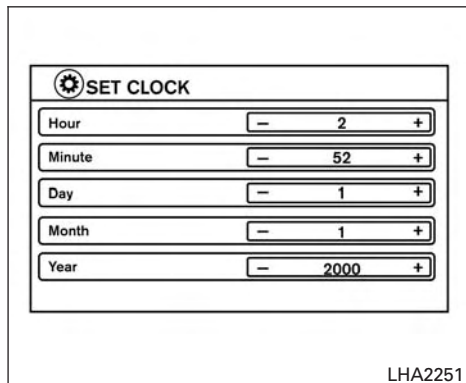 SET CLOCK
Hour – 2 +
Minute – 52 +
Day – 1 +
Month – 1 +
Year – 2000 +
LHA2251